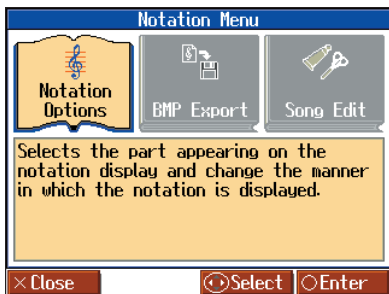 Notation Menu
Notation
Options
BMP Export
Song Edit
Selects the part appearing on the
notation display and change the manner
in which the notation is displayed.
×Close
Select
Enter